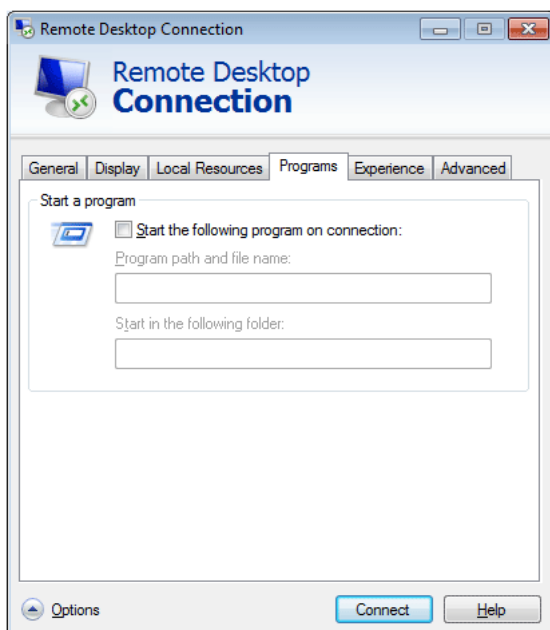 Remote Desktop Connection
Remote Desktop
Connection
General Display Local Resources Programs Experience Advanced
Start a program
Start the following program on connection:
Program path and file name:
Start in the following folder:
Options Connect Help